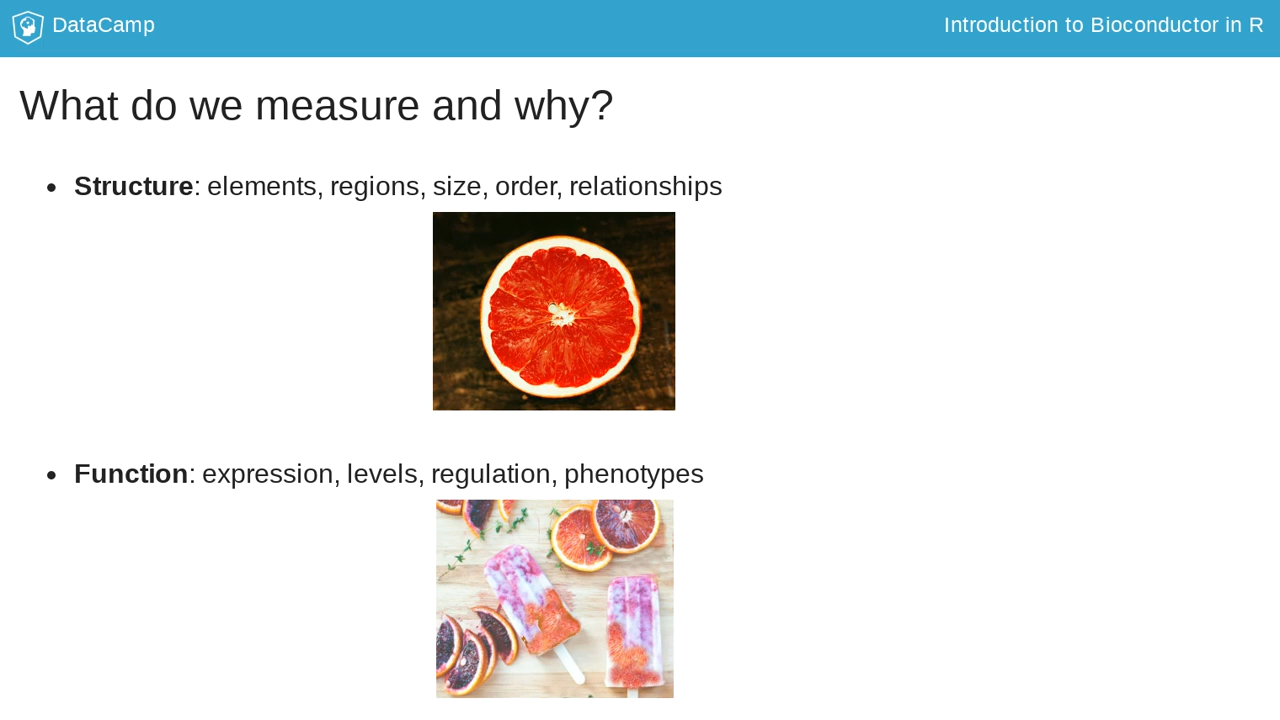 DataCamp
Introduction to Bioconductor in R
What do we measure and why?
Structure: elements, regions, size, order, relationships
Function: expression, levels, regulation, phenotypes